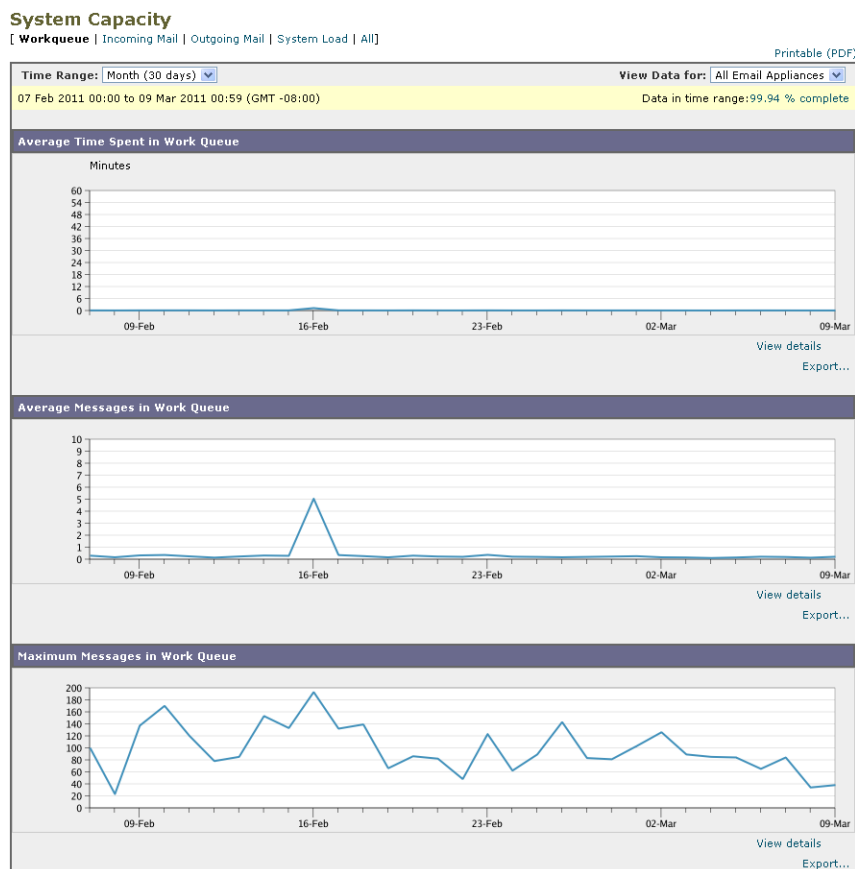 System Capacity
[ Workqueue | Incoming Mail | Outgoing Mail | System Load | All]
Printable (PDF)
Time Range: Month (30 days) View Data for: All Email Appliances
07 Feb 2011 00:00 to 09 Mar 2011 00:59 (GMT -08:00) Data in time range:99.94 % complete
Average Time Spent in Work Queue
Minutes
60
54
48
42
36
30
24
18
12
6
0
09-Feb 16-Feb 23-Feb 02-Mar 09-Mar
View details
Export...
Average Messages in Work Queue
10
9
8
7
6
5
4
3
2
1
0
09-Feb 16-Feb 23-Feb 02-Mar 09-Mar
View details
Export...
Maximum Messages in Work Queue
200
180
160
140
120
100
80
60
40
20
0
09-Feb 16-Feb 23-Feb 02-Mar 09-Mar
View details
Export...